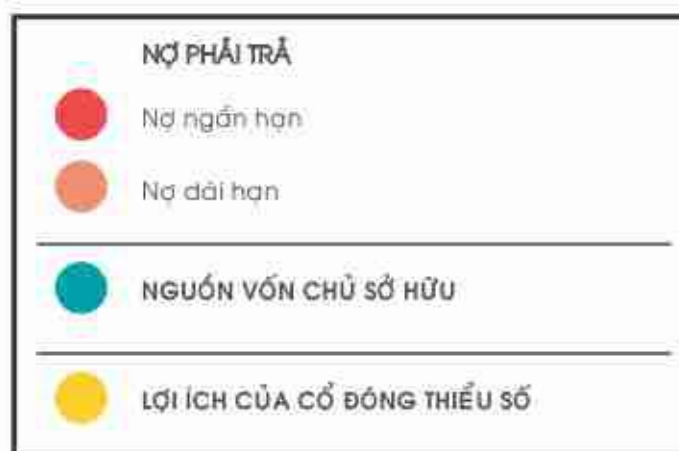 NỢ PHẢI TRẢ
Nợ ngắn hạn
Nợ dài hạn
NGUỒN VỐN CHỦ SỞ HỮU
LỢI ÍCH CỦA CỔ ĐÔNG THIỂU SỐ